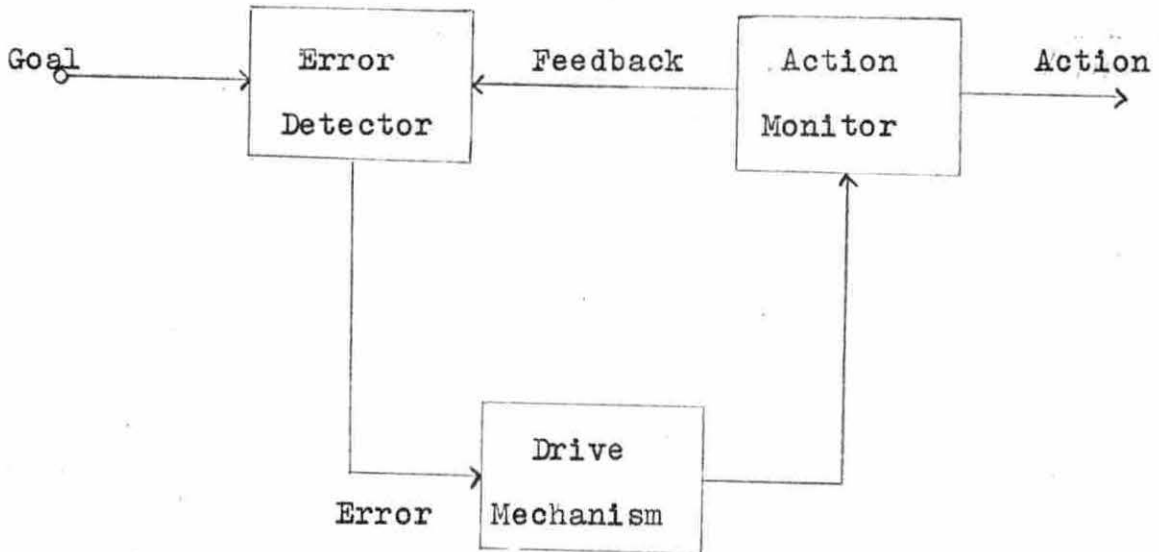 Goal
Error
Detector
Feedback
Action
Monitor
Action
Error
Drive
Mechanism